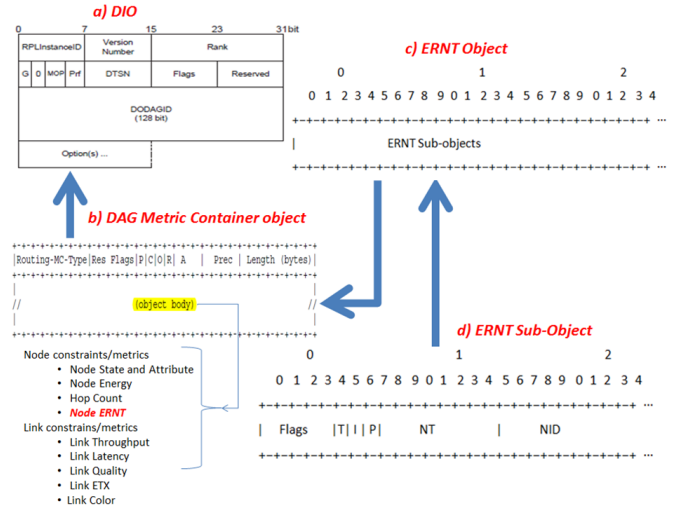 a) DIO
0 7 15 23 31bit
RPLInstanceID Version Number Rank
G 0 MOP Prf DTSN Flags Reserved
DODAGID
(128 bit)
Option(s) ...
c) ERNT Object
0 1 2
0 1 2 3 4 5 6 7 8 9 0 1 2 3 4 5 6 7 8 9 0 1 2 3 4
+-+-+-+-+-+-+-+-+-+-+-+-+-+-+-+-+-+-+-+-+-+-+-+-+-+ ...
| ERNT Sub-objects
+-+-+-+-+-+-+-+-+-+-+-+-+-+-+-+-+-+-+-+-+-+-+-+-+-+ ...
b) DAG Metric Container object
+-+-+-+-+-+-+-+-+-+-+-+-+-+-+-+-+-+-+-+-+-+-+-+-+-+-+-+-+-+-+-+-+
|Routing-MC-Type|Res Flags|P|C|O|R| A | Prec | Length (bytes)|
+-+-+-+-+-+-+-+-+-+-+-+-+-+-+-+-+-+-+-+-+-+-+-+-+-+-+-+-+-+-+-+-+
| |
// (object body) //
| |
+-+-+-+-+-+-+-+-+-+-+-+-+-+-+-+-+-+-+-+-+-+-+-+-+-+-+-+-+-+-+-+-+
Node constraints/metrics
• Node State and Attribute
• Node Energy
• Hop Count
• Node ERNT
Link constrains/metrics
• Link Throughput
• Link Latency
• Link Quality
• Link ETX
• Link Color
d) ERNT Sub-Object
0 1 2
0 1 2 3 4 5 6 7 8 9 0 1 2 3 4 5 6 7 8 9 0 1 2 3 4
+-+-+-+-+-+-+-+-+-+-+-+-+-+-+-+-+-+-+-+-+-+-+-+-+-+ ...
| Flags |T| I | P| NT | NID
+-+-+-+-+-+-+-+-+-+-+-+-+-+-+-+-+-+-+-+-+-+-+-+-+-+ ...